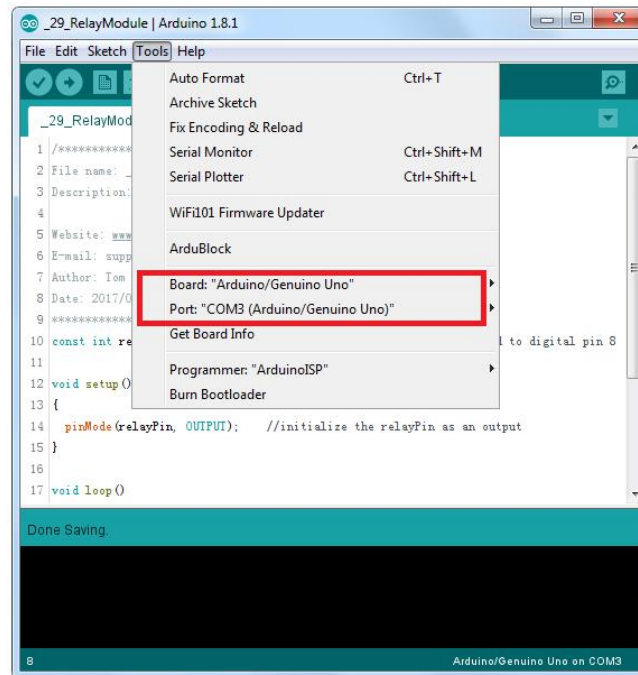 _29_RelayModule | Arduino 1.8.1
File Edit Sketch Tools Help
Auto Format Ctrl+T
Archive Sketch
Fix Encoding & Reload
Serial Monitor Ctrl+Shift+M
Serial Plotter Ctrl+Shift+L
WiFi101 Firmware Updater
ArduBlock
Board: "Arduino/Genuino Uno"
Port: "COM3 (Arduino/Genuino Uno)"
Get Board Info
Programmer: "ArduinoISP"
Burn Bootloader
_29_RelayMod
1 /************
2 File name: _
3 Description:
4
5 Website: www
6 E-mail: supp
7 Author: Tom
8 Date: 2017/0
9 ************
10 const int re l to digital pin 8
11
12 void setup()
13 {
14 pinMode(relayPin, OUTPUT); //initialize the relayPin as an output
15 }
16
17 void loop()
Done Saving.
8 Arduino/Genuino Uno on COM3